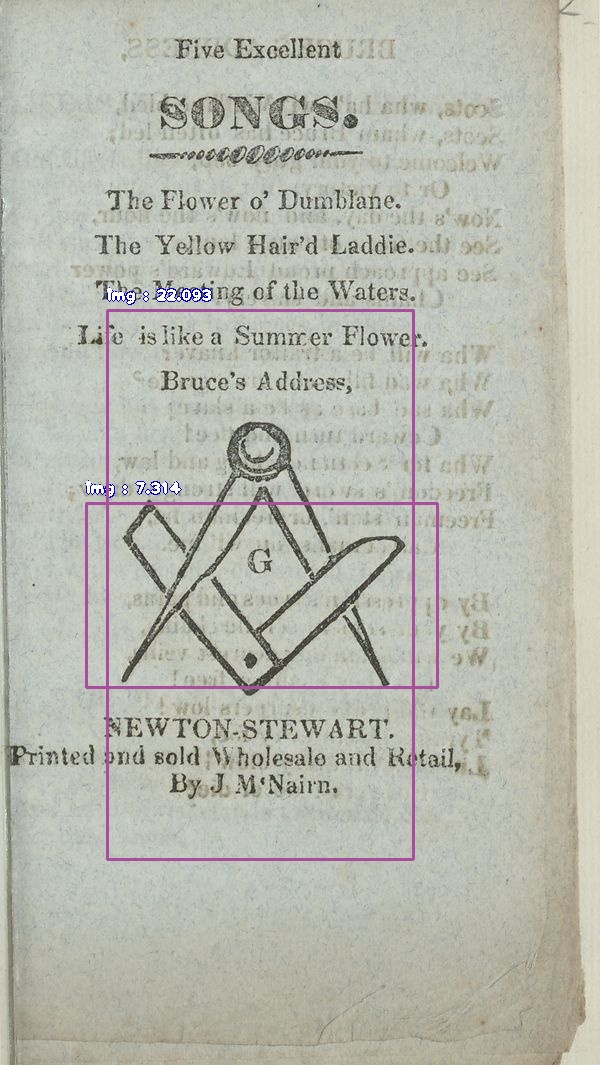 Five Excellent
SONGS.
The Flower o' Dumblane.
The Yellow Hair'd Laddie.
The Meeting of the Waters.
img : 22.093
Life is like a Summer Flower.
Bruce's Address,
img : 7.314
G
NEWTON-STEWART.
Printed and sold Wholesale and Retail,
By J M‘Nairn.